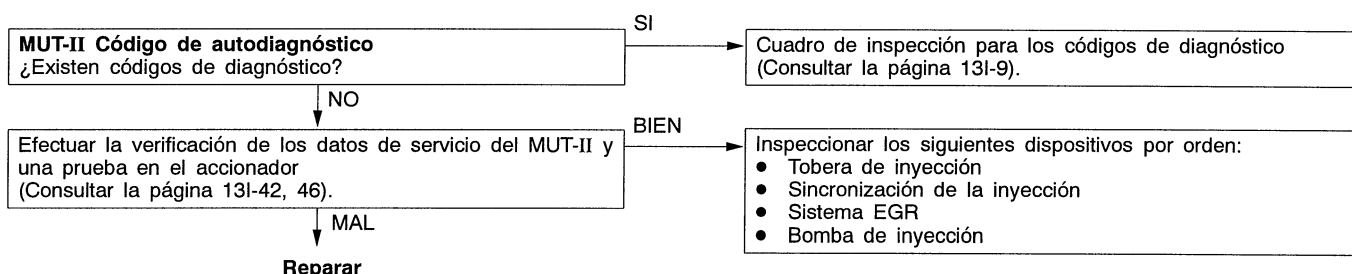 MUT-II Código de autodiagnóstico
¿Existen códigos de diagnóstico?
SI
Cuadro de inspección para los códigos de diagnóstico
(Consultar la página 13I-9).
NO
Efectuar la verificación de los datos de servicio del MUT-II y
una prueba en el accionador
(Consultar la página 13I-42, 46).
BIEN
Inspeccionar los siguientes dispositivos por orden:
● Tobera de inyección
● Sincronización de la inyección
● Sistema EGR
● Bomba de inyección
MAL
Reparar